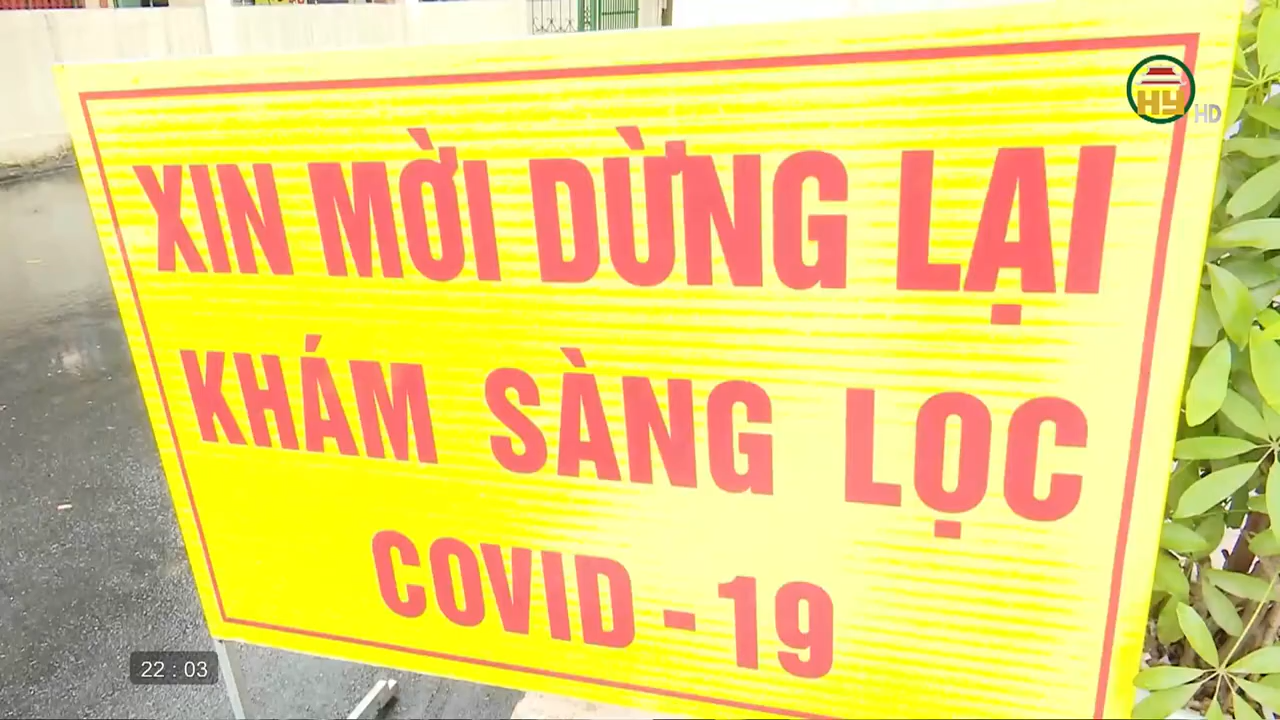 HY HD
XIN MỜI DỪNG LẠI
KHÁM SÀNG LỌC
COVID - 19
22 : 03